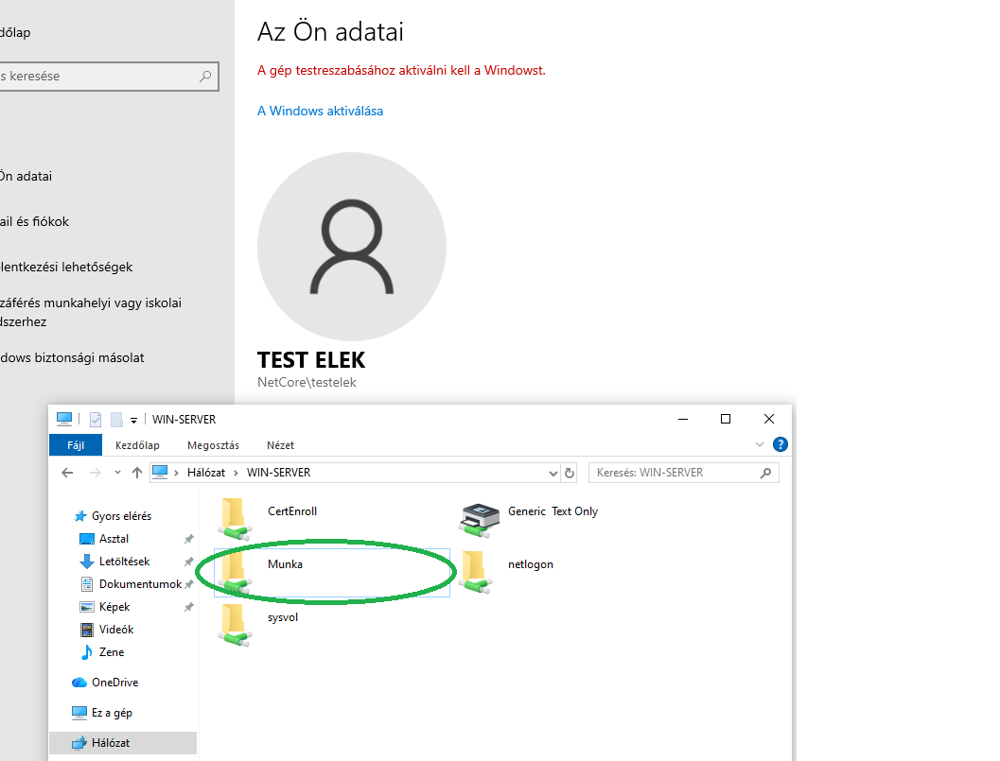 dőlap
s keresése
Ön adatai
ail és fiókok
lentkezési lehetőségek
záférés munkahelyi vagy iskolai
dszerhez
dows biztonsági másolat
Az Ön adatai
A gép testreszabásához aktiválni kell a Windowst.
A Windows aktiválása
TEST ELEK
NetCore\testelek
WIN-SERVER
Fájl Kezdőlap Megosztás Nézet
?
Hálózat > WIN-SERVER
Keresés: WIN-SERVER
Gyors elérés
Asztal
Letöltések
Dokumentumok
Képek
Videók
Zene
OneDrive
Ez a gép
Hálózat
CertEnroll
Generic Text Only
Munka
netlogon
sysvol